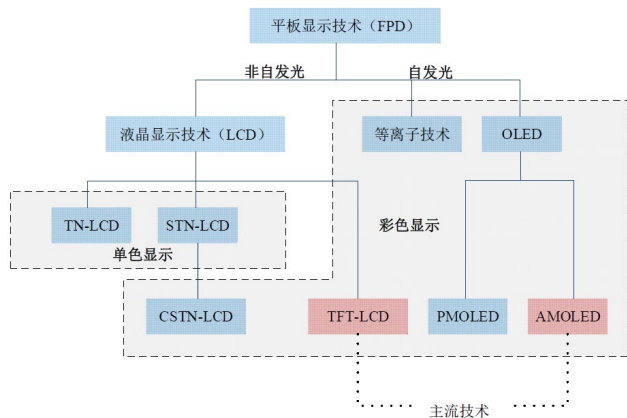 平板显示技术（FPD）
非自发光
自发光
液晶显示技术（LCD）
等离子技术
OLED
TN-LCD
STN-LCD
单色显示
彩色显示
CSTN-LCD
TFT-LCD
PMOLED
AMOLED
主流技术